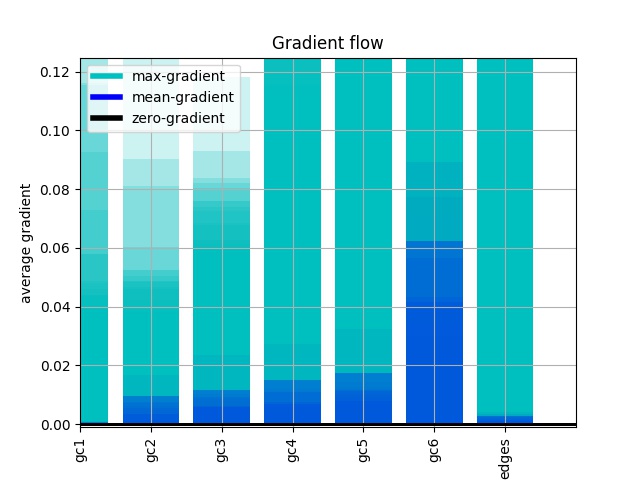 Gradient flow
max-gradient
mean-gradient
zero-gradient
average gradient
0.12
0.10
0.08
0.06
0.04
0.02
0.00
gc1
gc2
gc3
gc4
gc5
gc6
edges